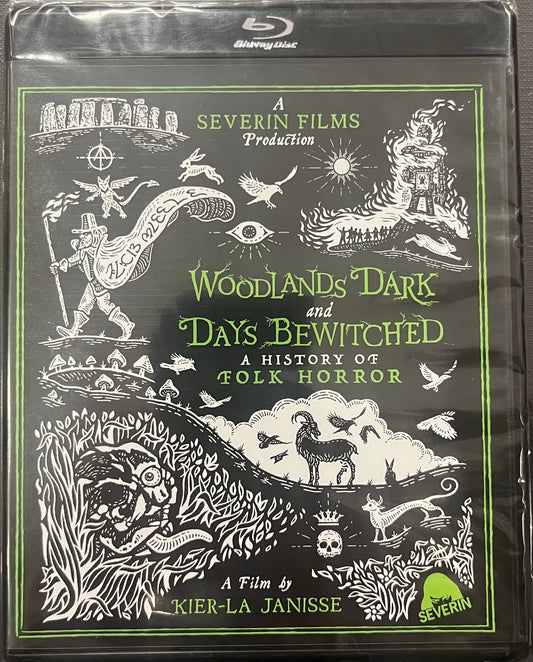 Blu-ray Disc
A
SEVERIN FILMS
Production
WOODLANDS DARK
and
DAYS BEWITCHED
A HISTORY OF
FOLK HORROR
A Film by
KIER-LA JANISSE
SEVERIN